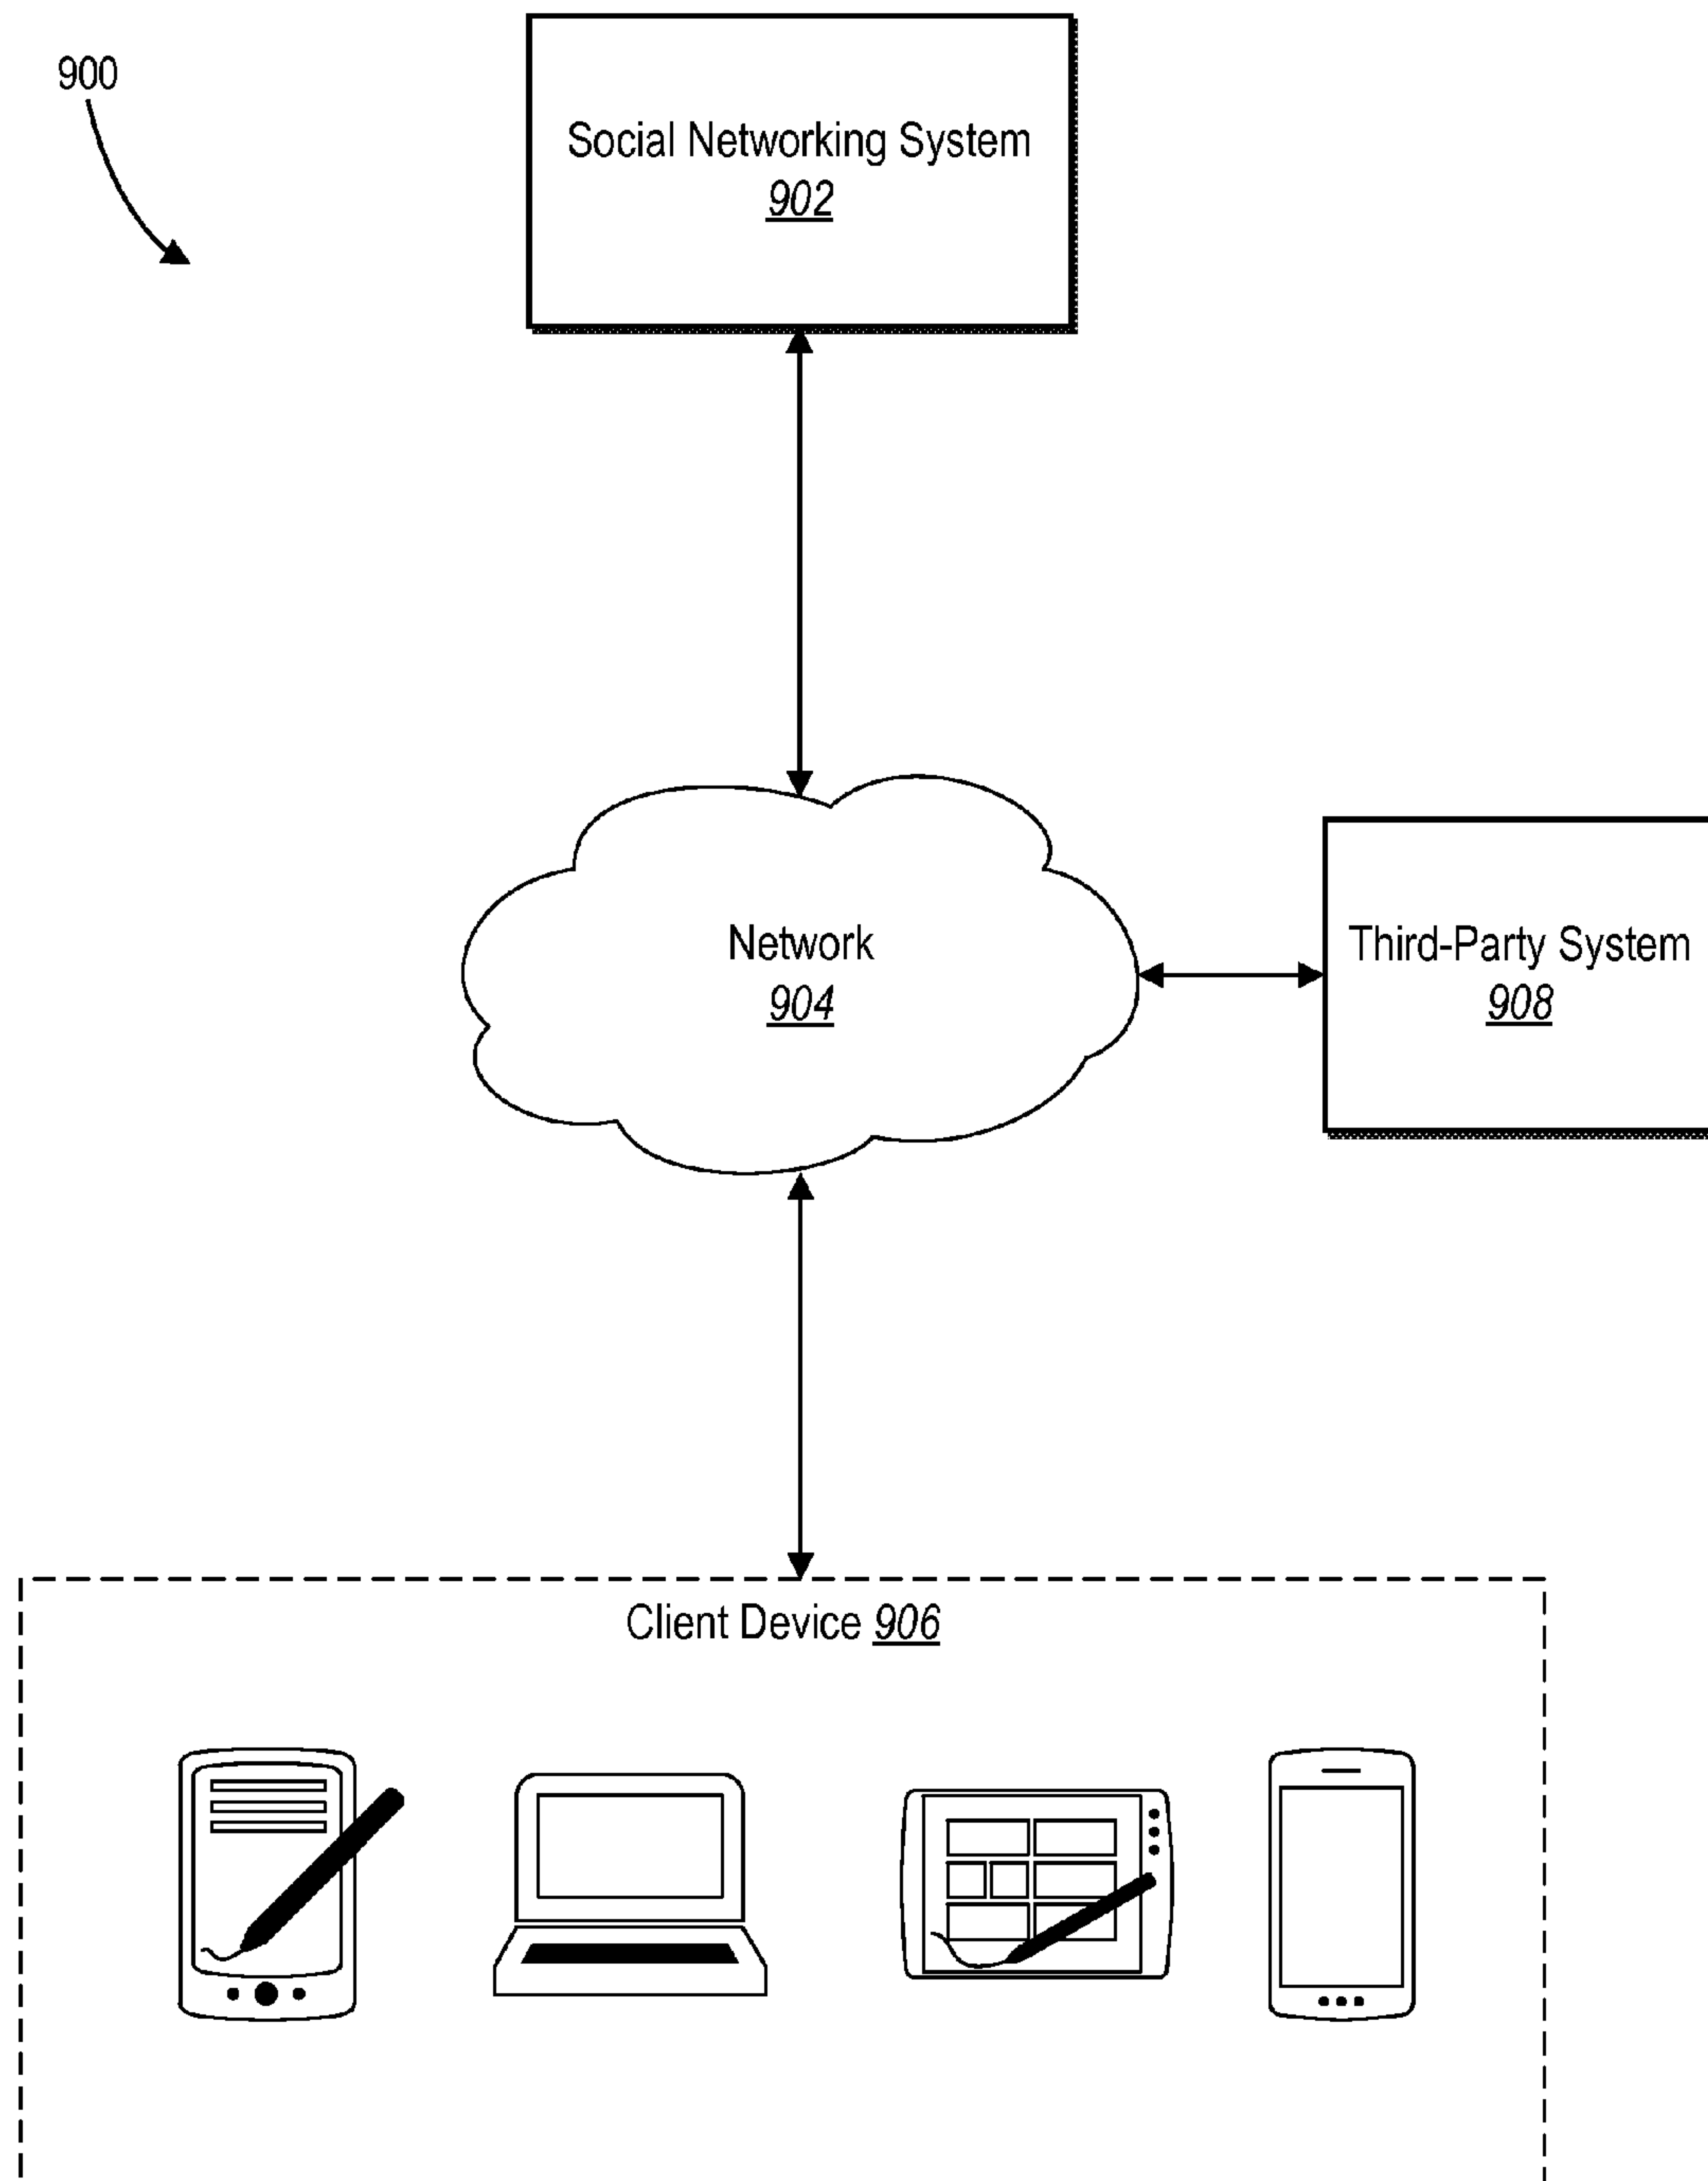 900
Social Networking System
902
Network
904
Third-Party System
908
Client Device 906